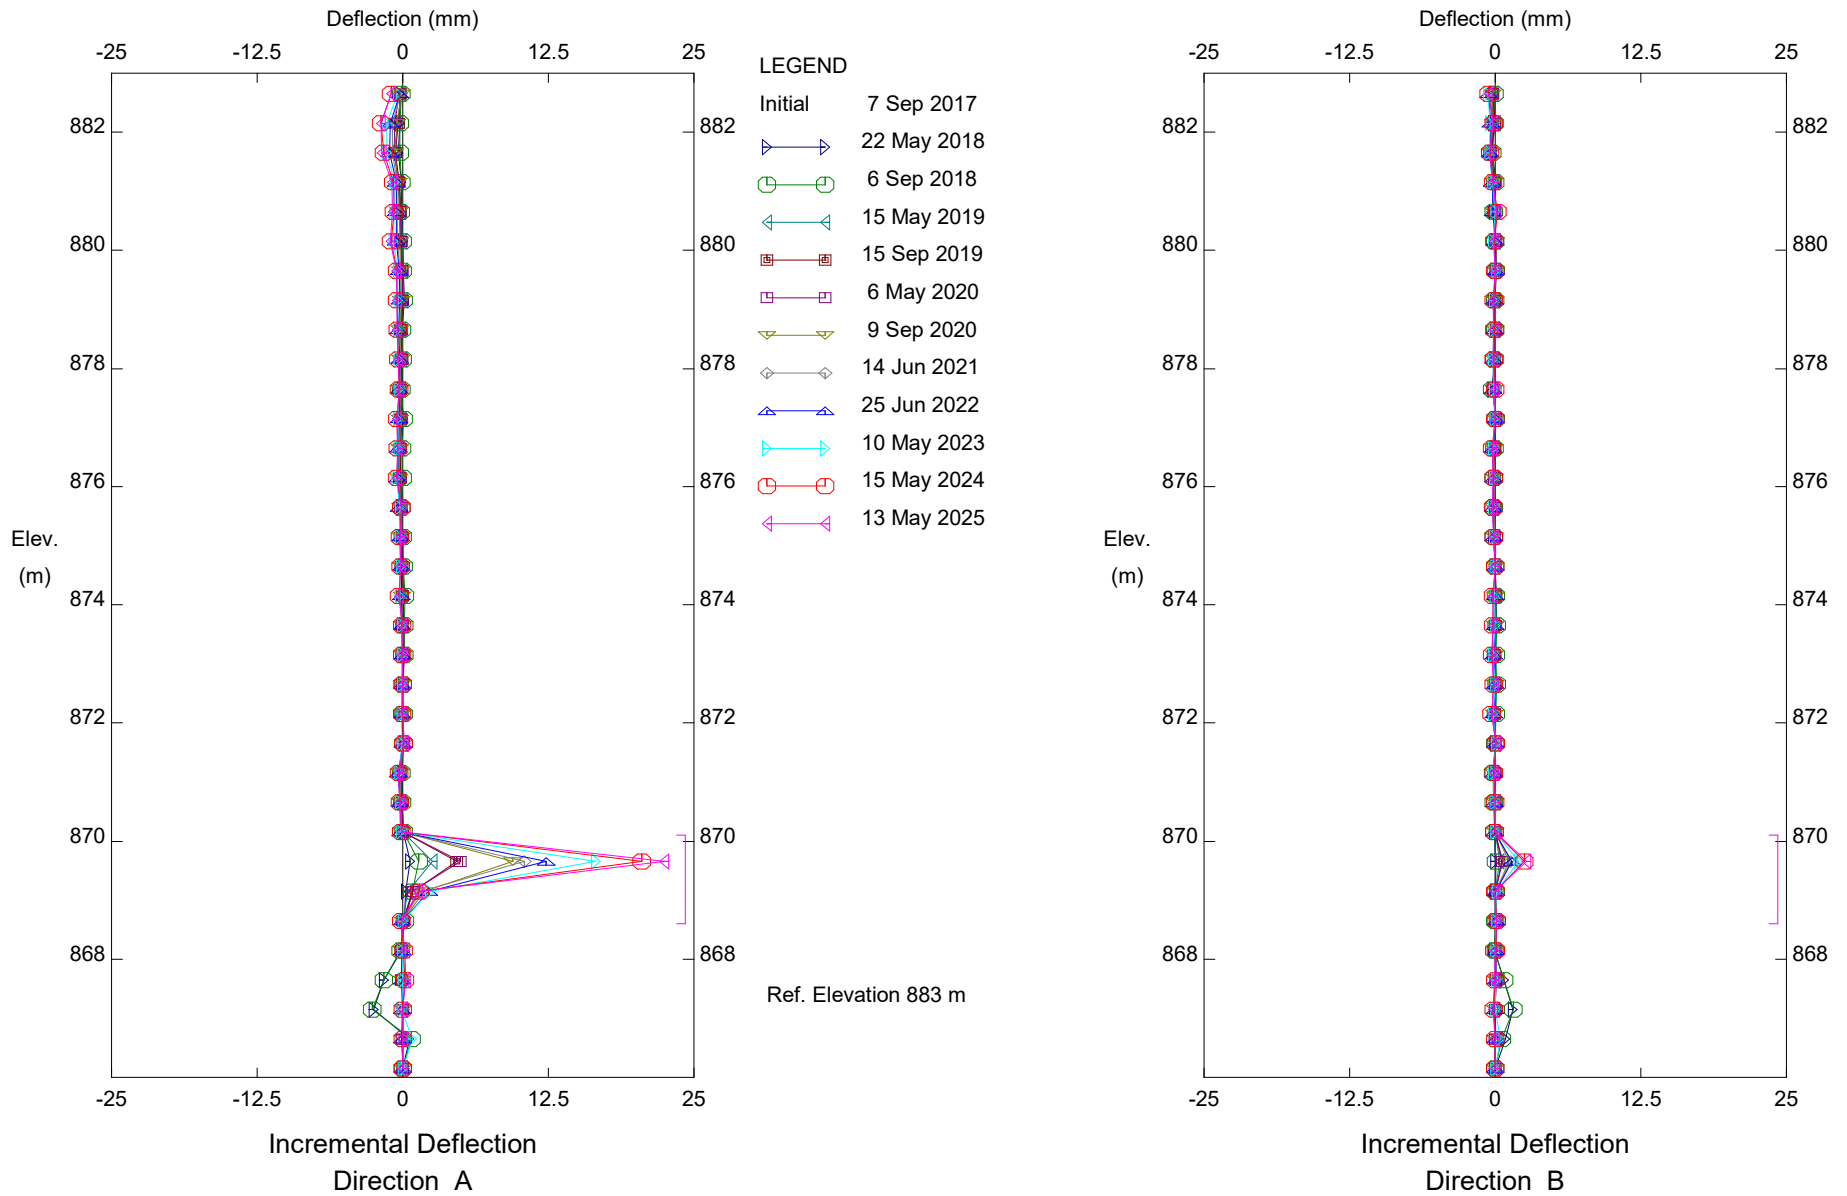 Deflection (mm)
-25 -12.5 0 12.5 25
882 882
880 880
878 878
876 876
874 874
872 872
870 870
868 868
Elev.
(m)
-25 -12.5 0 12.5 25
Incremental Deflection
Direction A
LEGEND
Initial 7 Sep 2017
22 May 2018
6 Sep 2018
15 May 2019
15 Sep 2019
6 May 2020
9 Sep 2020
14 Jun 2021
25 Jun 2022
10 May 2023
15 May 2024
13 May 2025
Ref. Elevation 883 m
Deflection (mm)
-25 -12.5 0 12.5 25
882 882
880 880
878 878
876 876
874 874
872 872
870 870
868 868
Elev.
(m)
-25 -12.5 0 12.5 25
Incremental Deflection
Direction B